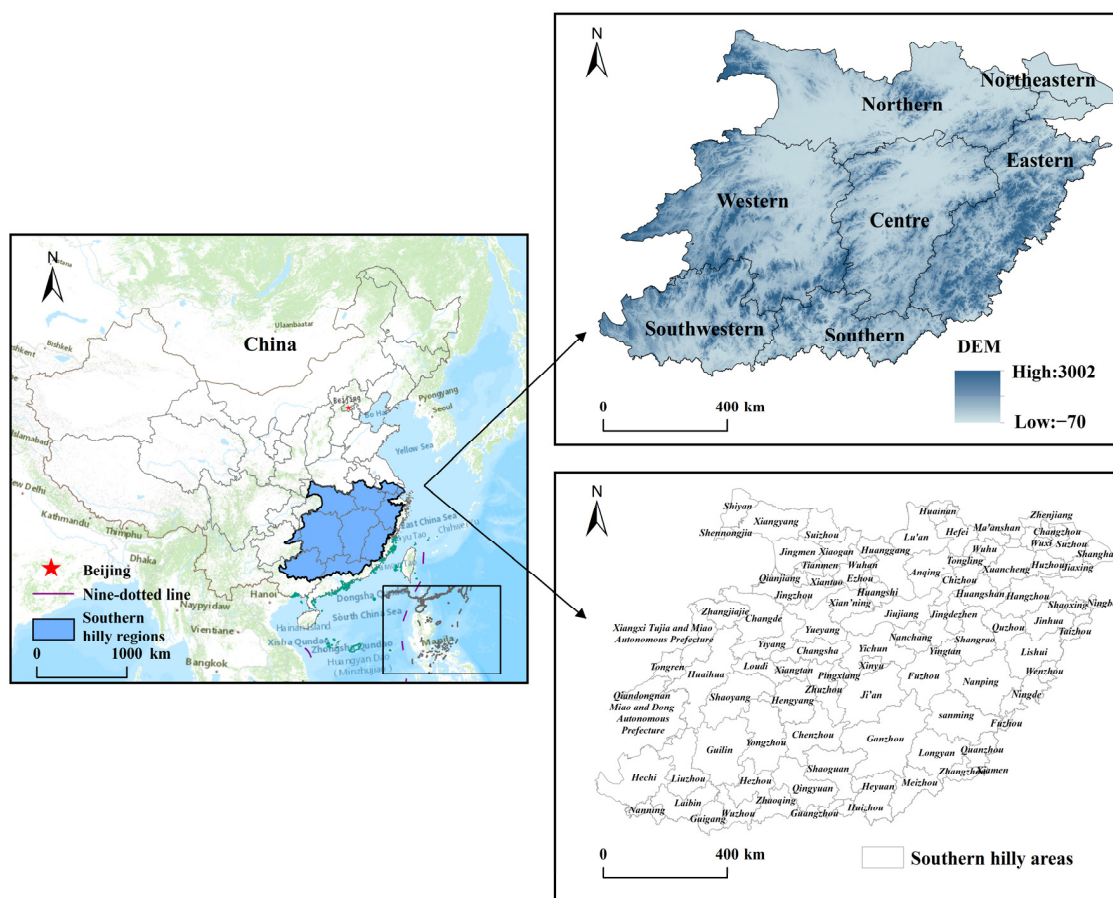 N
Northeastern
Northern
Eastern
Western
Centre
Southwestern
Southern
DEM
High:3002
Low:−70
0 400 km
N
China
Ulaanbaatar
Bishkek
Tashkent
Beijing
Pyongyang
Seoul
Yellow Sea
Islamabad
New Delhi
Kathmandu
Thimphu
Dhaka
East China Sea
Hanoi
Naypyidaw
Hainan Island
Vientiane
South China Sea
Xisha Qundao
Zhongsha Qundao
Huangyan Dao
Manila
Bangkok
Beijing
Nine-dotted line
Southern
hilly regions
0 1000 km
N
Shiyan
Xiangyang
Shennongjia
Suizhou
Huainan
Lu'an
Hefei
Ma'anshan
Zhenjiang
Changzhou
Wuxi Suzhou
Shanghai
Jingmen Xiaogan
Huanggang
Wuhu
Tongling
Huzhou
Jiaxing
Tianmen
Wuhan
Anqing
Xuancheng
Chizhou
Qianjiang
Xiantao
Ezhou
Jingzhou
Huangshi
Xian'ning
Huangshan
Hangzhou
Shaoxing
Zhangjiajie
Changde
Jiujiang
Jingdezhen
Jinhua
Taizhou
Quzhou
Xiangxi Tujia and Miao
Autonomous Prefecture
Yueyang
Nanchang
Shangrao
Yiyang
Changsha
Yichun
Yingtan
Lishui
Tongren
Huaihua
Loudi
Xiangtan
Xinyu
Pingxiang
Fuzhou
Nanping
Wenzhou
Qiandongnan
Miao and Dong
Autonomous
Prefecture
Shaoyang
Hengyang
Zhuzhou
Ji'an
Ningde
sanming
Fuzhou
Guilin
Yongzhou
Chenzhou
Ganzhou
Longyan
Quanzhou
Zhangzhou
Xiamen
Hechi
Liuzhou
Hezhou
Shaoguan
Qingyuan
Heyuan
Meizhou
Nanning
Laibin
Guigang
Wuzhou
Zhaoqing
Guangzhou
Huizhou
0 400 km
Southern hilly areas